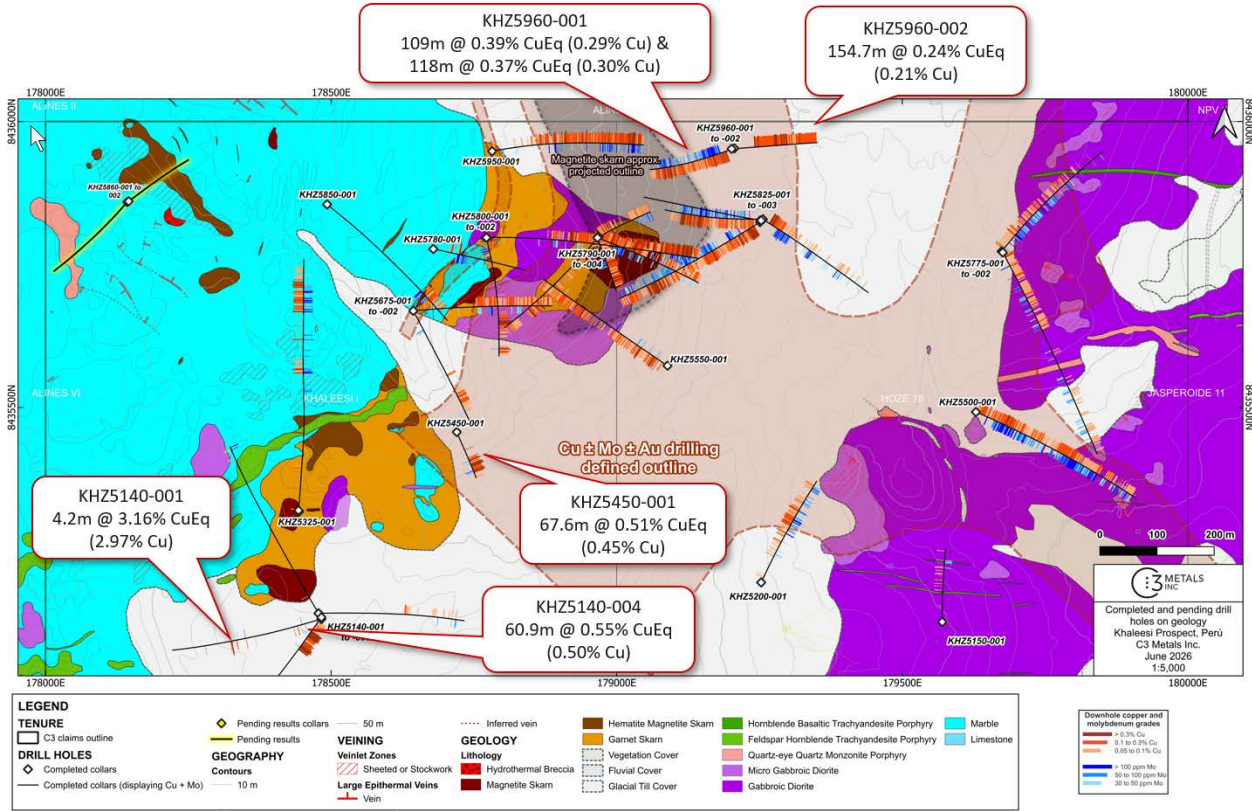 KHZ5960-001
109m @ 0.39% CuEq (0.29% Cu) &
118m @ 0.37% CuEq (0.30% Cu)
KHZ5960-002
154.7m @ 0.24% CuEq
(0.21% Cu)
178000E
178500E
179000E
179500E
180000E
ALINES II
NPV
8436000N
8436000N
KHZ5960-001
to -002
KHZ5950-001
Magnetite skarn approx.
projected outline
KHZ5860-001 to
002
KHZ5850-001
KHZ5825-001
to -003
KHZ5800-001
to -002
KHZ5780-001
KHZ5790-001
to -004
KHZ5775-001
to -002
KHZ5675-001
to -002
KHZ5550-001
ALINES VI
KHALEESI I
HOZE 18
JASPEROIDE 11
8435500N
8435500N
KHZ5500-001
KHZ5450-001
Cu ± Mo ± Au drilling
defined outline
KHZ5140-001
4.2m @ 3.16% CuEq
(2.97% Cu)
KHZ5450-001
67.6m @ 0.51% CuEq
(0.45% Cu)
KHZ5325-001
KHZ5200-001
KHZ5140-001
KHZ5140-004
60.9m @ 0.55% CuEq
(0.50% Cu)
KHZ5150-001
0 100 200 m
C3 METALS
INC
Completed and pending drill
holes on geology
Khaleesi Prospect, Perú
C3 Metals Inc.
June 2026
1:5,000
178000E
178500E
179000E
179500E
180000E
LEGEND
TENURE
C3 claims outline
DRILL HOLES
Completed collars
Completed collars (displaying Cu + Mo)
Pending results collars
Pending results
GEOGRAPHY
Contours
10 m
50 m
VEINING
Veinlet Zones
Sheeted or Stockwork
Large Epithermal Veins
Vein
Inferred vein
GEOLOGY
Lithology
Hydrothermal Breccia
Magnetite Skarn
Hematite Magnetite Skarn
Garnet Skarn
Vegetation Cover
Fluvial Cover
Glacial Till Cover
Hornblende Basaltic Trachyandesite Porphyry
Feldspar Hornblende Trachyandesite Porphyry
Quartz-eye Quartz Monzonite Porphyry
Micro Gabbroic Diorite
Gabbroic Diorite
Marble
Limestone
Downhole copper and
molybdenum grades
> 0.3% Cu
0.1 to 0.3% Cu
0.05 to 0.1% Cu
> 100 ppm Mo
50 to 100 ppm Mo
30 to 50 ppm Mo